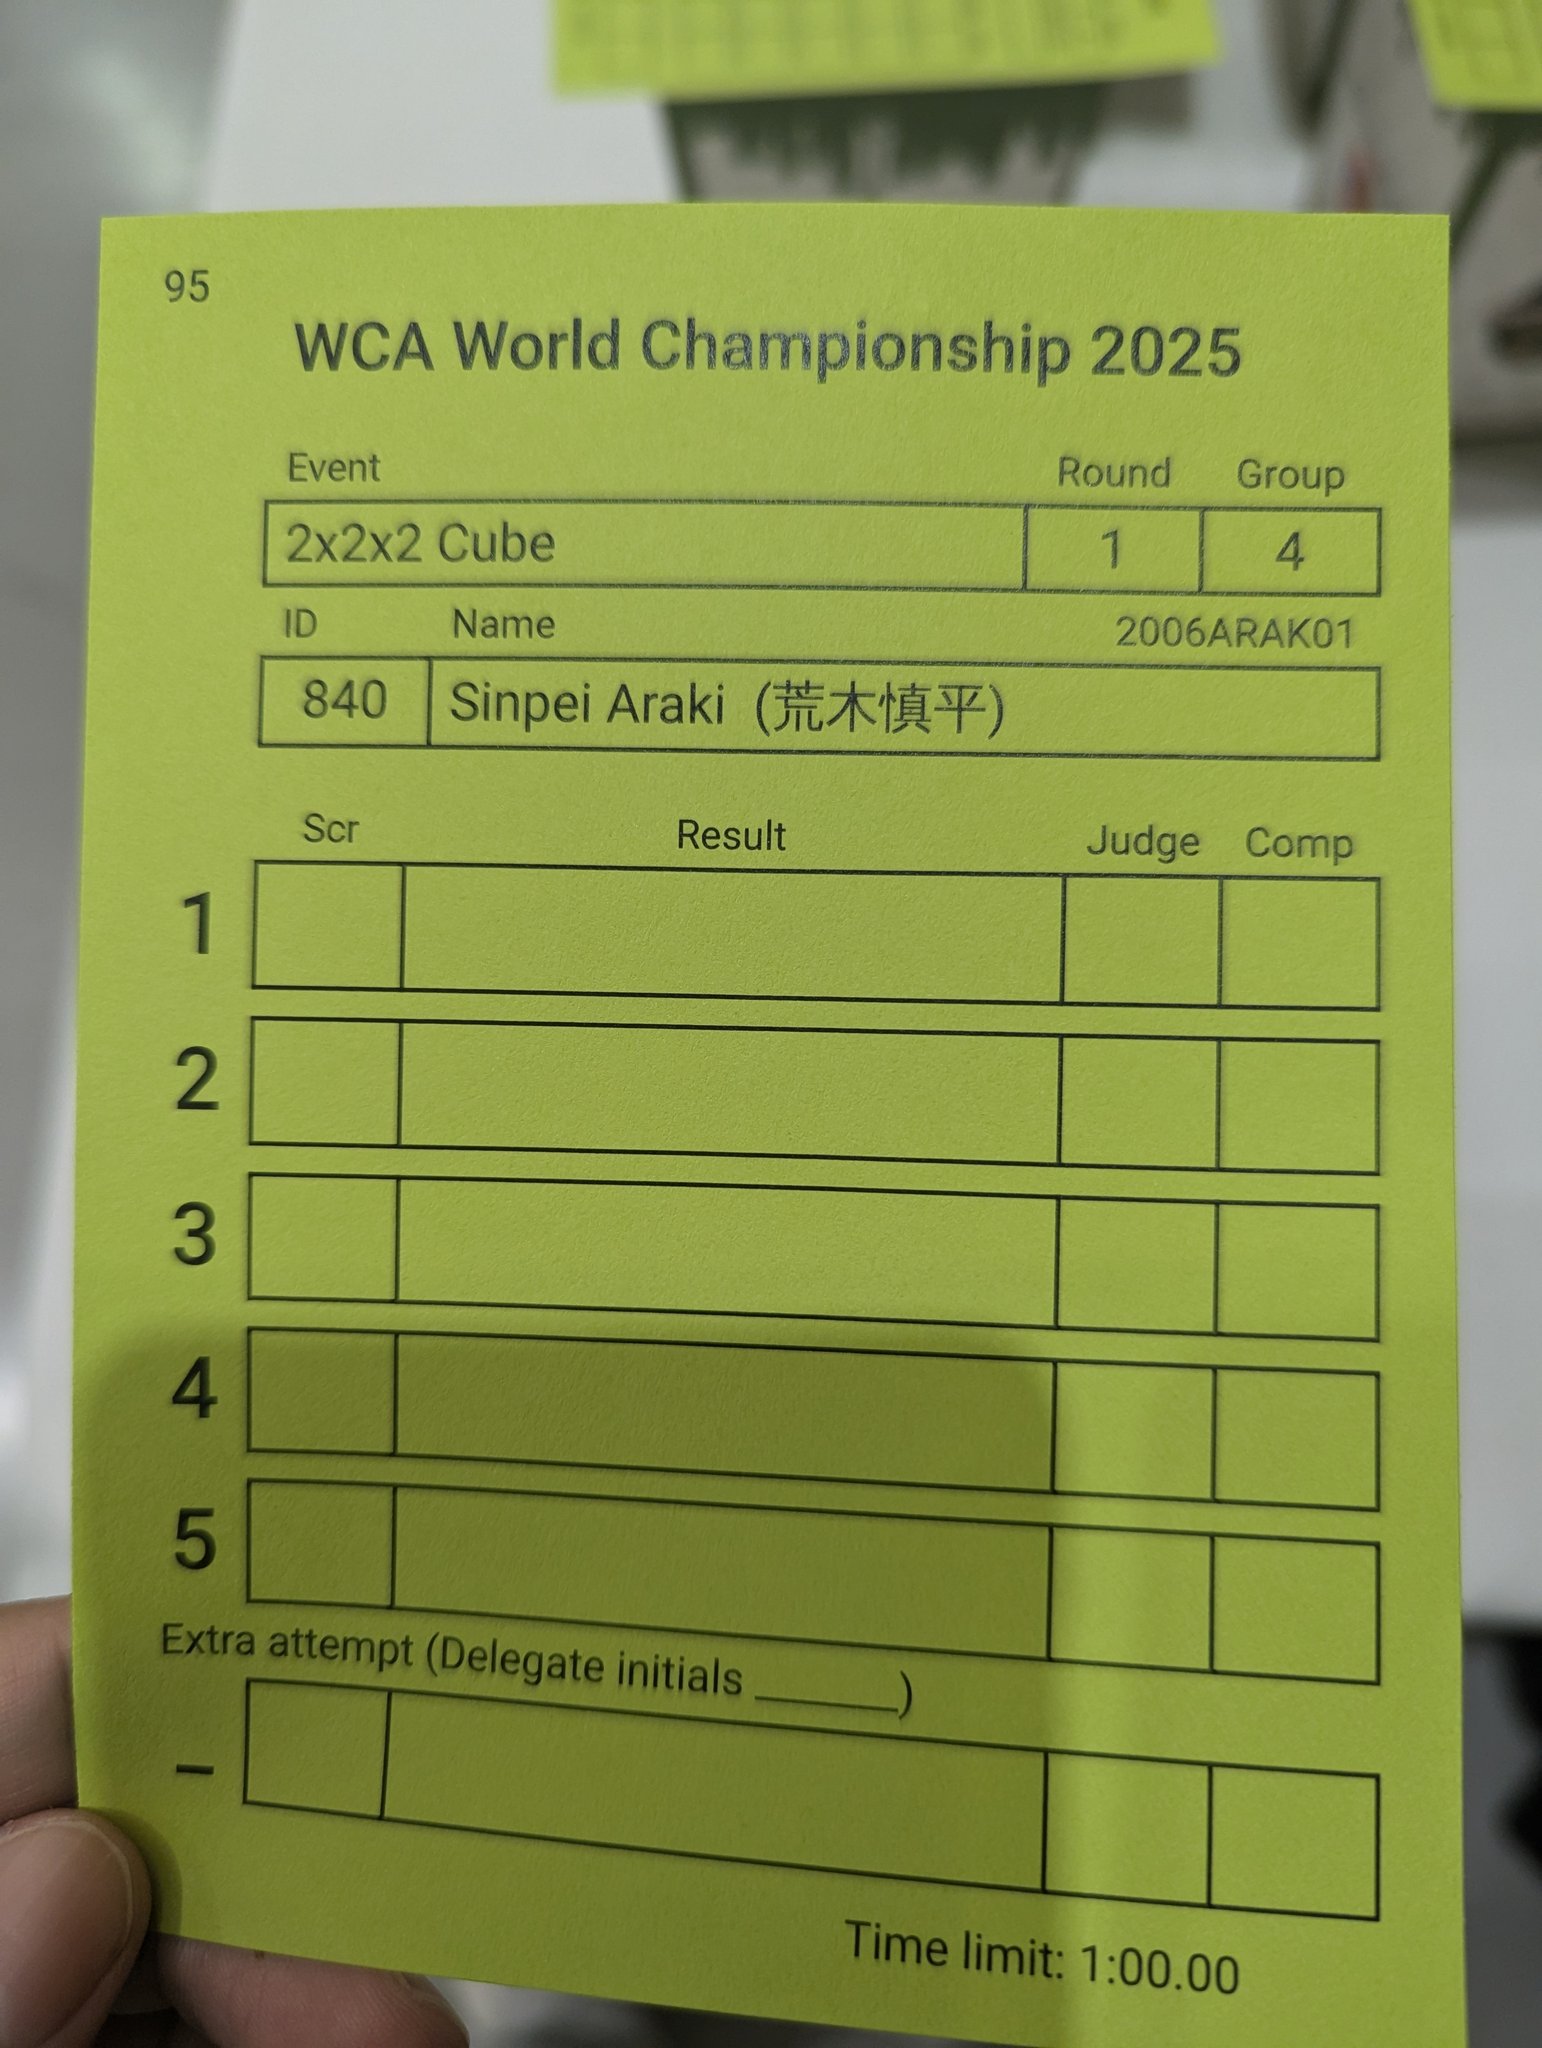 95
WCA World Championship 2025
Event Round Group
2x2x2 Cube 1 4
ID Name 2006ARAK01
840 Sinpei Araki (荒木慎平)
Scr Result Judge Comp
1
2
3
4
5
Extra attempt (Delegate initials ______)
–
Time limit: 1:00.00